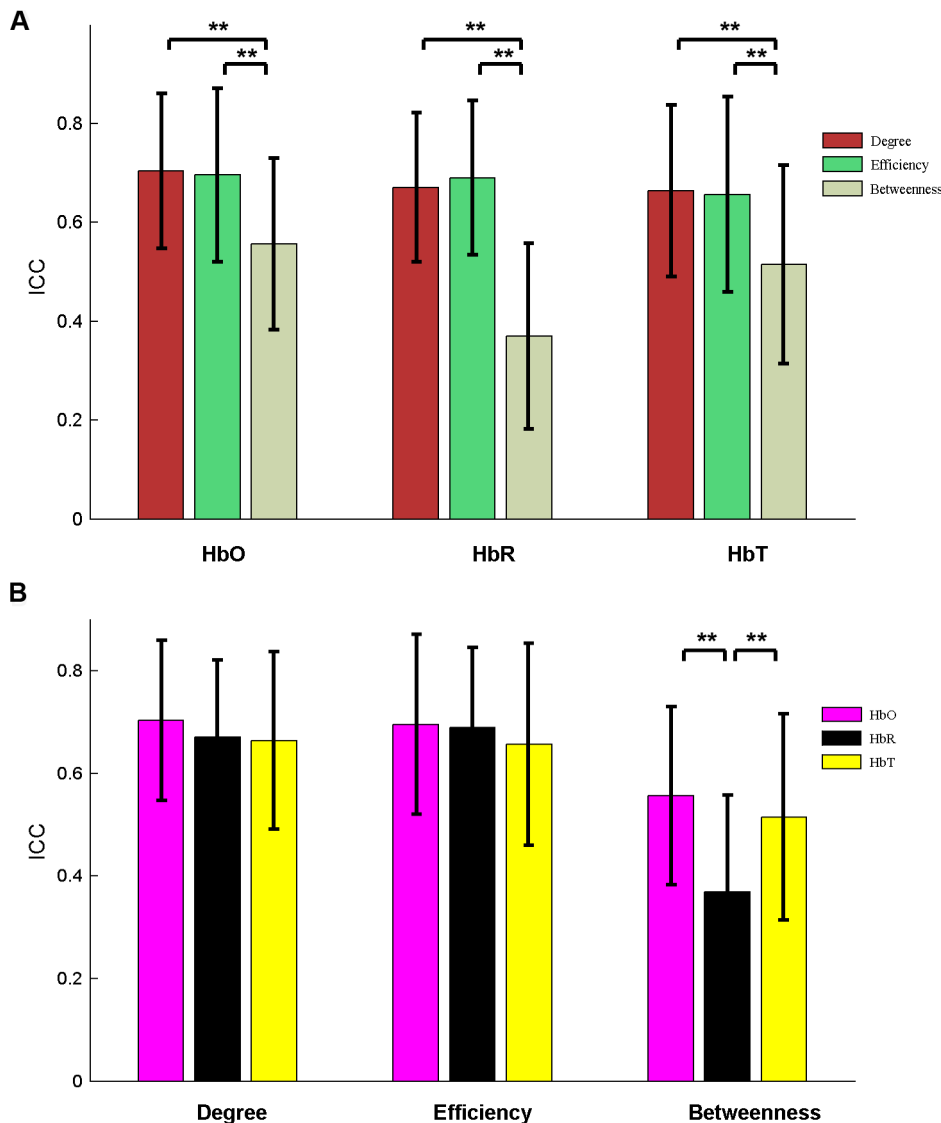 A
** ** **
** ** **
0.8
0.6
0.4
0.2
0
ICC
Degree
Efficiency
Betweenness
HbO HbR HbT
B
** **
0.8
0.6
0.4
0.2
0
ICC
HbO
HbR
HbT
Degree Efficiency Betweenness